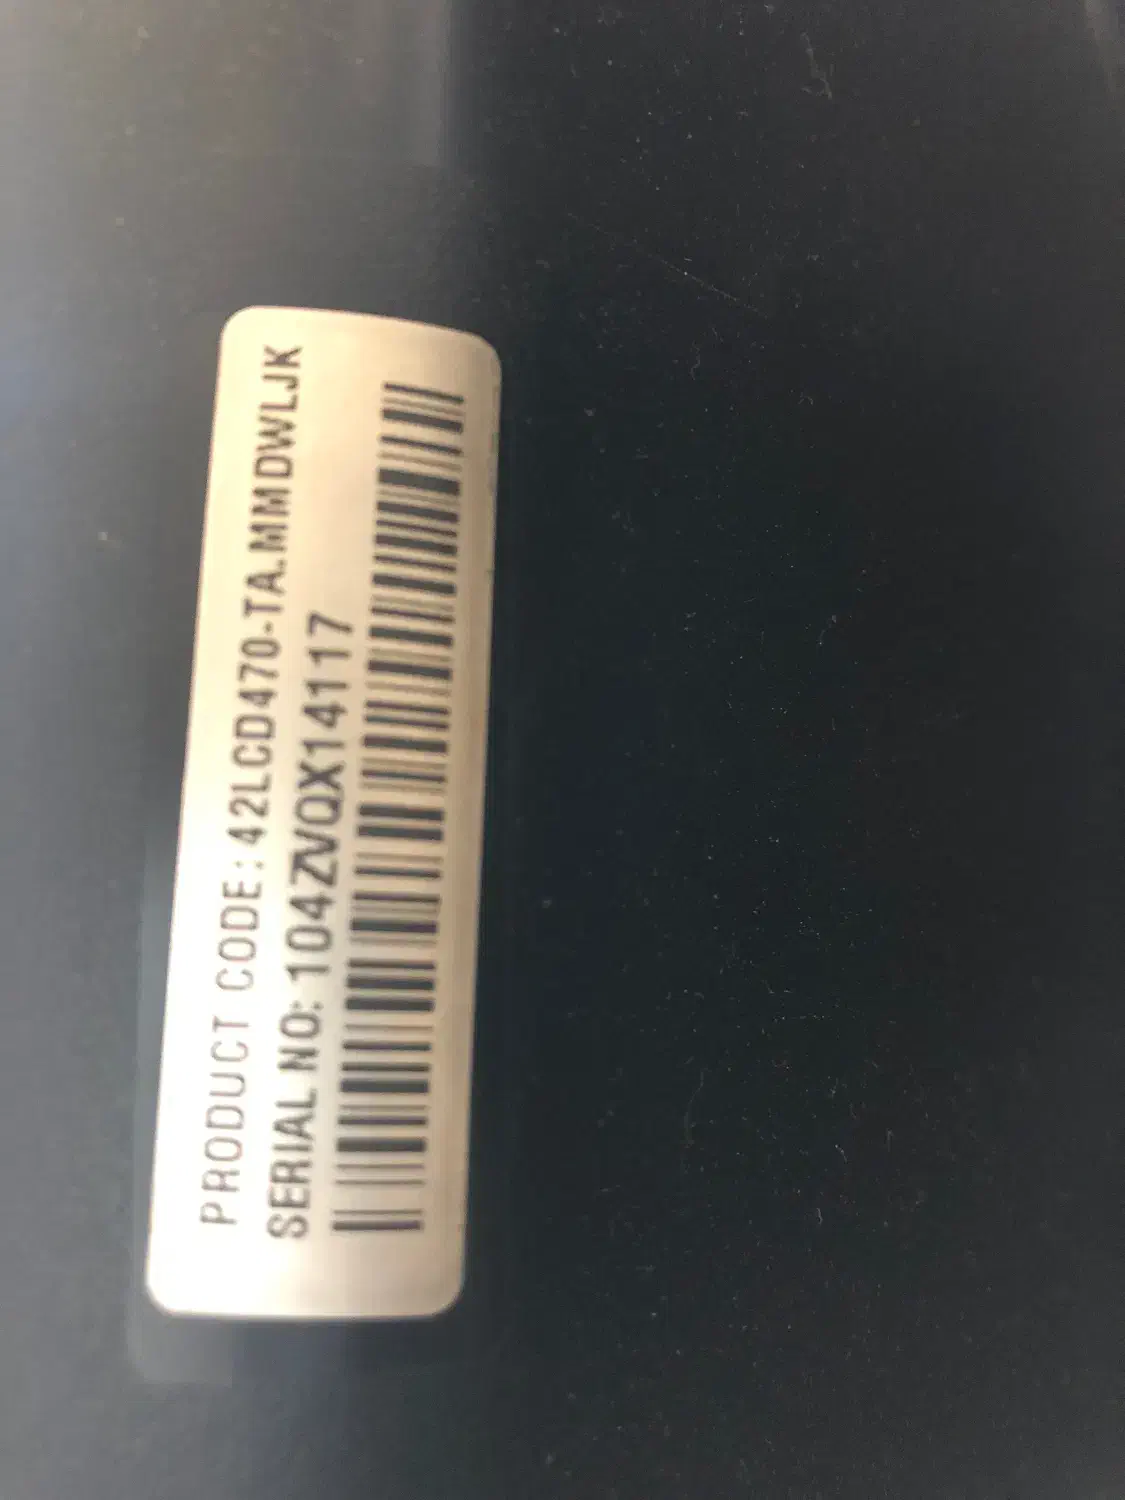 PRODUCT CODE: 42LCD470-TA.MMDWLJK
SERIAL NO: 104ZVQX14117